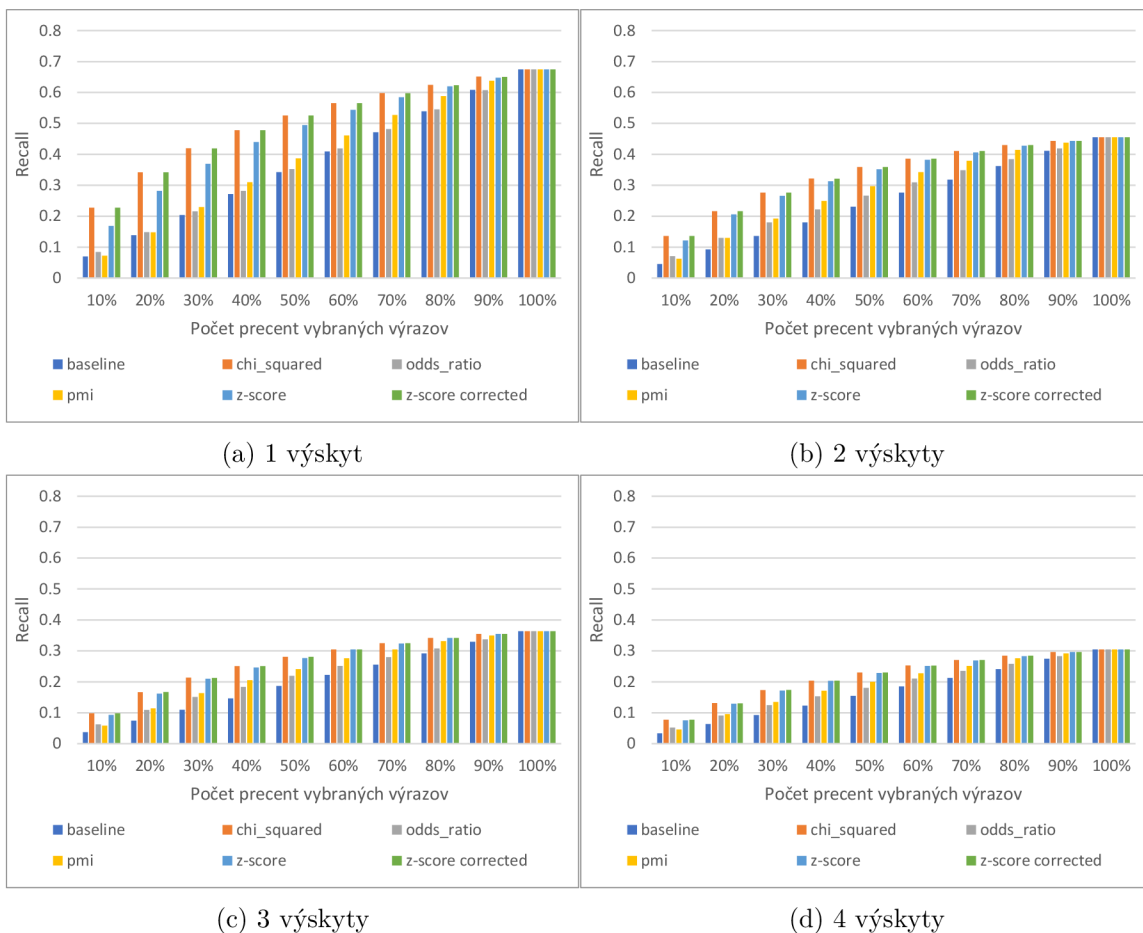 0.8
0.7
0.6
0.5
0.4
0.3
0.2
0.1
0
Recall
10% 20% 30% 40% 50% 60% 70% 80% 90% 100%
Počet precent vybraných výrazov
baseline chi_squared odds_ratio
pmi z-score z-score corrected
(a) 1 výskyt
0.8
0.7
0.6
0.5
0.4
0.3
0.2
0.1
0
Recall
10% 20% 30% 40% 50% 60% 70% 80% 90% 100%
Počet precent vybraných výrazov
baseline chi_squared odds_ratio
pmi z-score z-score corrected
(b) 2 výskyty
0.8
0.7
0.6
0.5
0.4
0.3
0.2
0.1
0
Recall
10% 20% 30% 40% 50% 60% 70% 80% 90% 100%
Počet precent vybraných výrazov
baseline chi_squared odds_ratio
pmi z-score z-score corrected
(c) 3 výskyty
0.8
0.7
0.6
0.5
0.4
0.3
0.2
0.1
0
Recall
10% 20% 30% 40% 50% 60% 70% 80% 90% 100%
Počet precent vybraných výrazov
baseline chi_squared odds_ratio
pmi z-score z-score corrected
(d) 4 výskyty